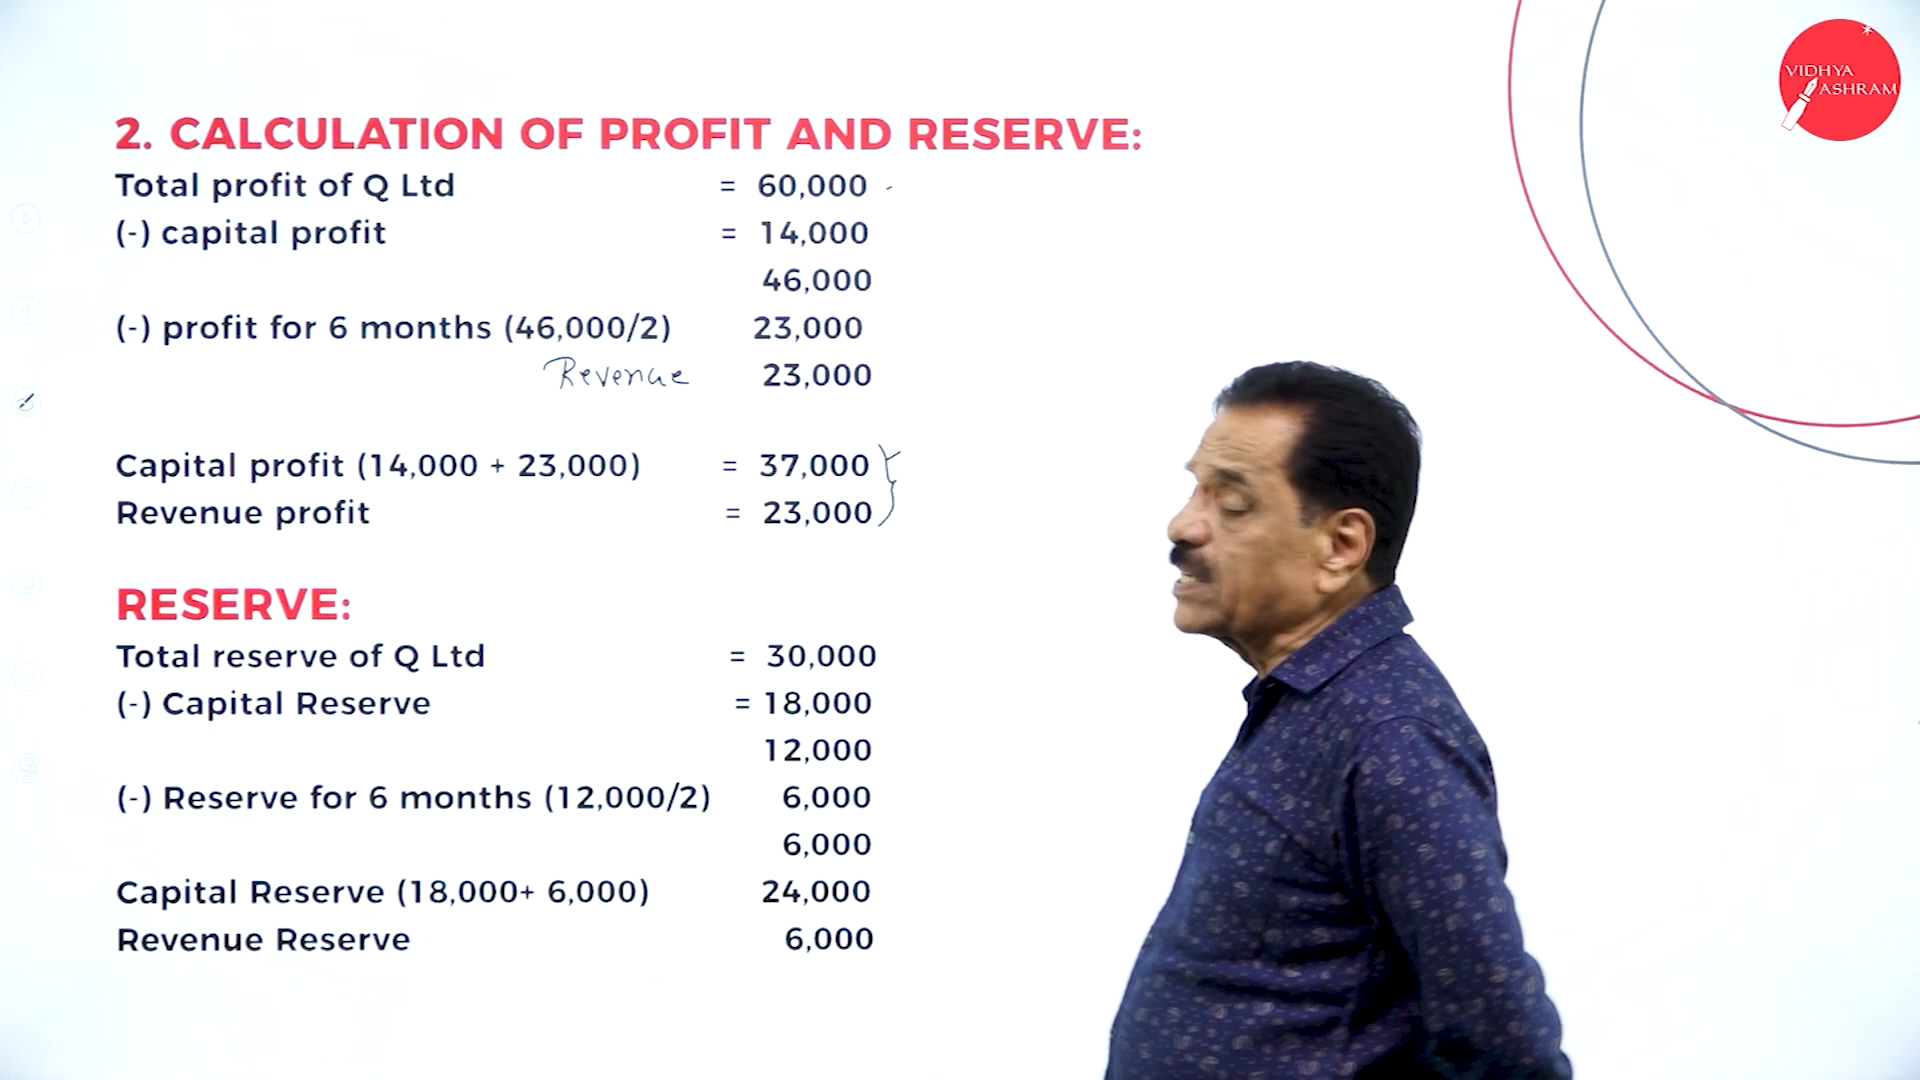 VIDHYA
ASHRAM
2. CALCULATION OF PROFIT AND RESERVE:
Total profit of Q Ltd = 60,000
(-) capital profit = 14,000
46,000
(-) profit for 6 months (46,000/2) 23,000
Revenue 23,000
Capital profit (14,000 + 23,000) = 37,000
Revenue profit = 23,000
RESERVE:
Total reserve of Q Ltd = 30,000
(-) Capital Reserve = 18,000
12,000
(-) Reserve for 6 months (12,000/2) 6,000
6,000
Capital Reserve (18,000+ 6,000) 24,000
Revenue Reserve 6,000